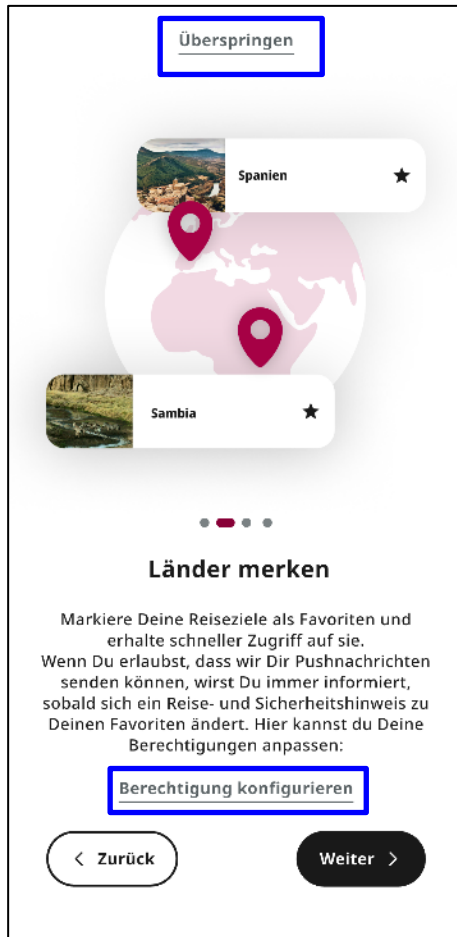 Überspringen
Spanien
Sambia
Länder merken
Markiere Deine Reiseziele als Favoriten und
erhalte schneller Zugriff auf sie.
Wenn Du erlaubst, dass wir Dir Pushnachrichten
senden können, wirst Du immer informiert,
sobald sich ein Reise- und Sicherheitshinweis zu
Deinen Favoriten ändert. Hier kannst du Deine
Berechtigungen anpassen:
Berechtigung konfigurieren
Zurück
Weiter